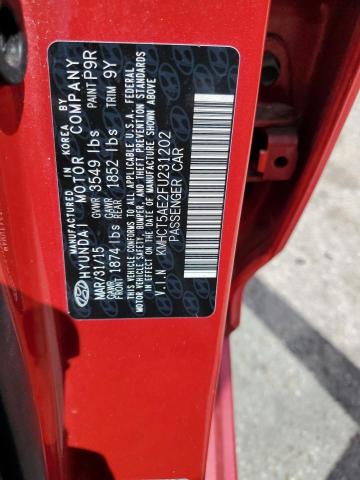 MANUFACTURED IN KOREA BY
HYUNDAI MOTOR COMPANY
MAR/31/15 GVWR 3549 lbs PAINT P9R
GAWR FRONT 1874 lbs GAWR REAR 1852 lbs TRIM 9Y
THIS VEHICLE CONFORMS TO ALL APPLICABLE U.S.A. FEDERAL
MOTOR VEHICLE SAFETY, BUMPER, AND THEFT PREVENTION STANDARDS
IN EFFECT ON THE DATE OF MANUFACTURE SHOWN ABOVE.
V.I.N KMHCT5AE2FU231202
PASSENGER CAR